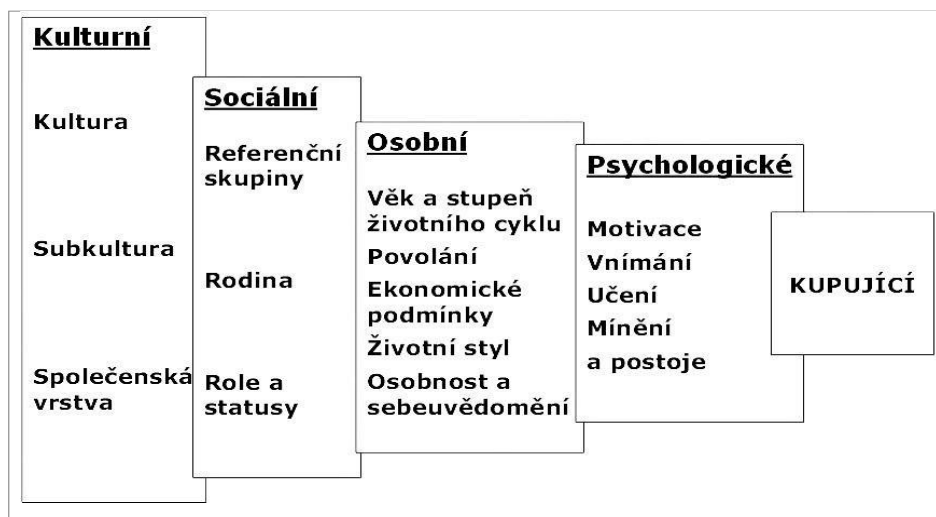 Kulturní
Kultura
Subkultura
Společenská
vrstva
Sociální
Referenční
skupiny
Rodina
Role a
statusy
Osobní
Věk a stupeň
životního cyklu
Povolání
Ekonomické
podmínky
Životní styl
Osobnost a
sebeuvědomění
Psychologické
Motivace
Vnímání
Učení
Mínění
a postoje
KUPUJÍCÍ